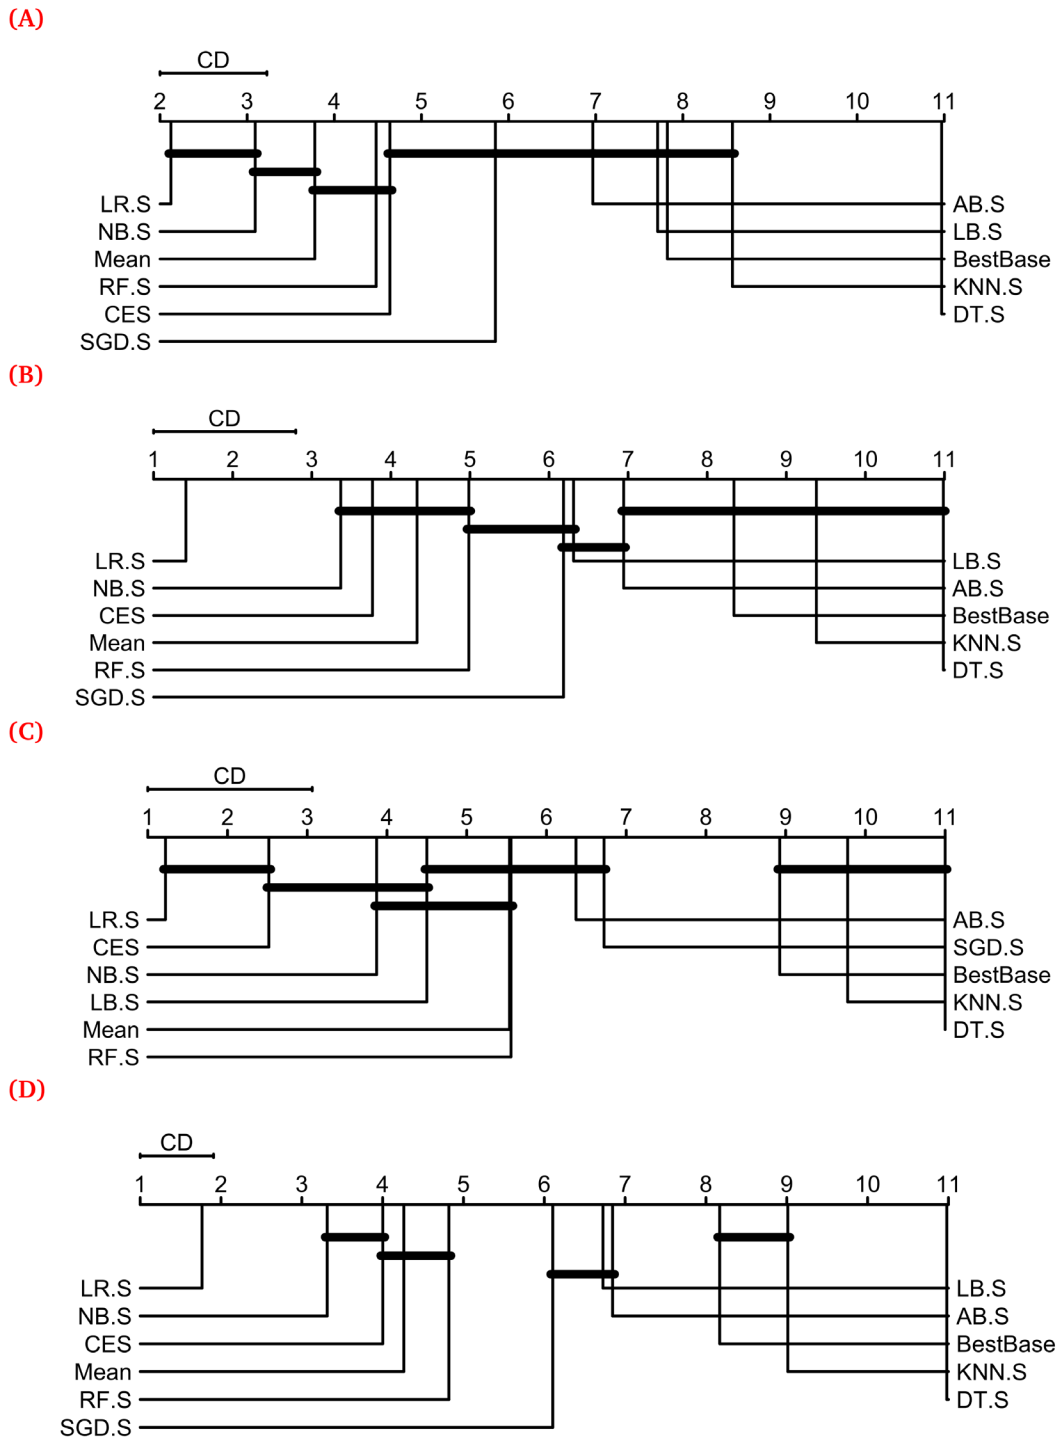 (A)
CD
2 3 4 5 6 7 8 9 10 11
LR.S AB.S
NB.S LB.S
Mean BestBase
RF.S KNN.S
CES DT.S
SGD.S
(B)
CD
1 2 3 4 5 6 7 8 9 10 11
LR.S LB.S
NB.S AB.S
CES BestBase
Mean KNN.S
RF.S DT.S
SGD.S
(C)
CD
1 2 3 4 5 6 7 8 9 10 11
LR.S AB.S
CES SGD.S
NB.S BestBase
LB.S KNN.S
Mean DT.S
RF.S
(D)
CD
1 2 3 4 5 6 7 8 9 10 11
LR.S LB.S
NB.S AB.S
CES BestBase
Mean KNN.S
RF.S DT.S
SGD.S